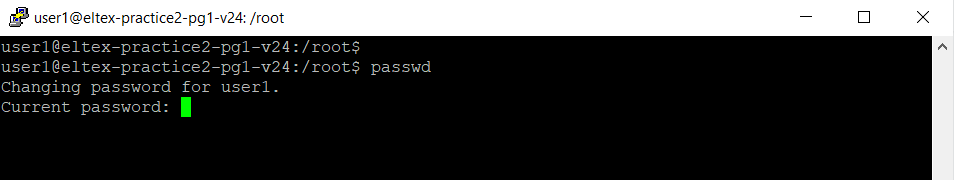 user1@eltex-practice2-pg1-v24: /root
user1@eltex-practice2-pg1-v24:/root$
user1@eltex-practice2-pg1-v24:/root$ passwd
Changing password for user1.
Current password: